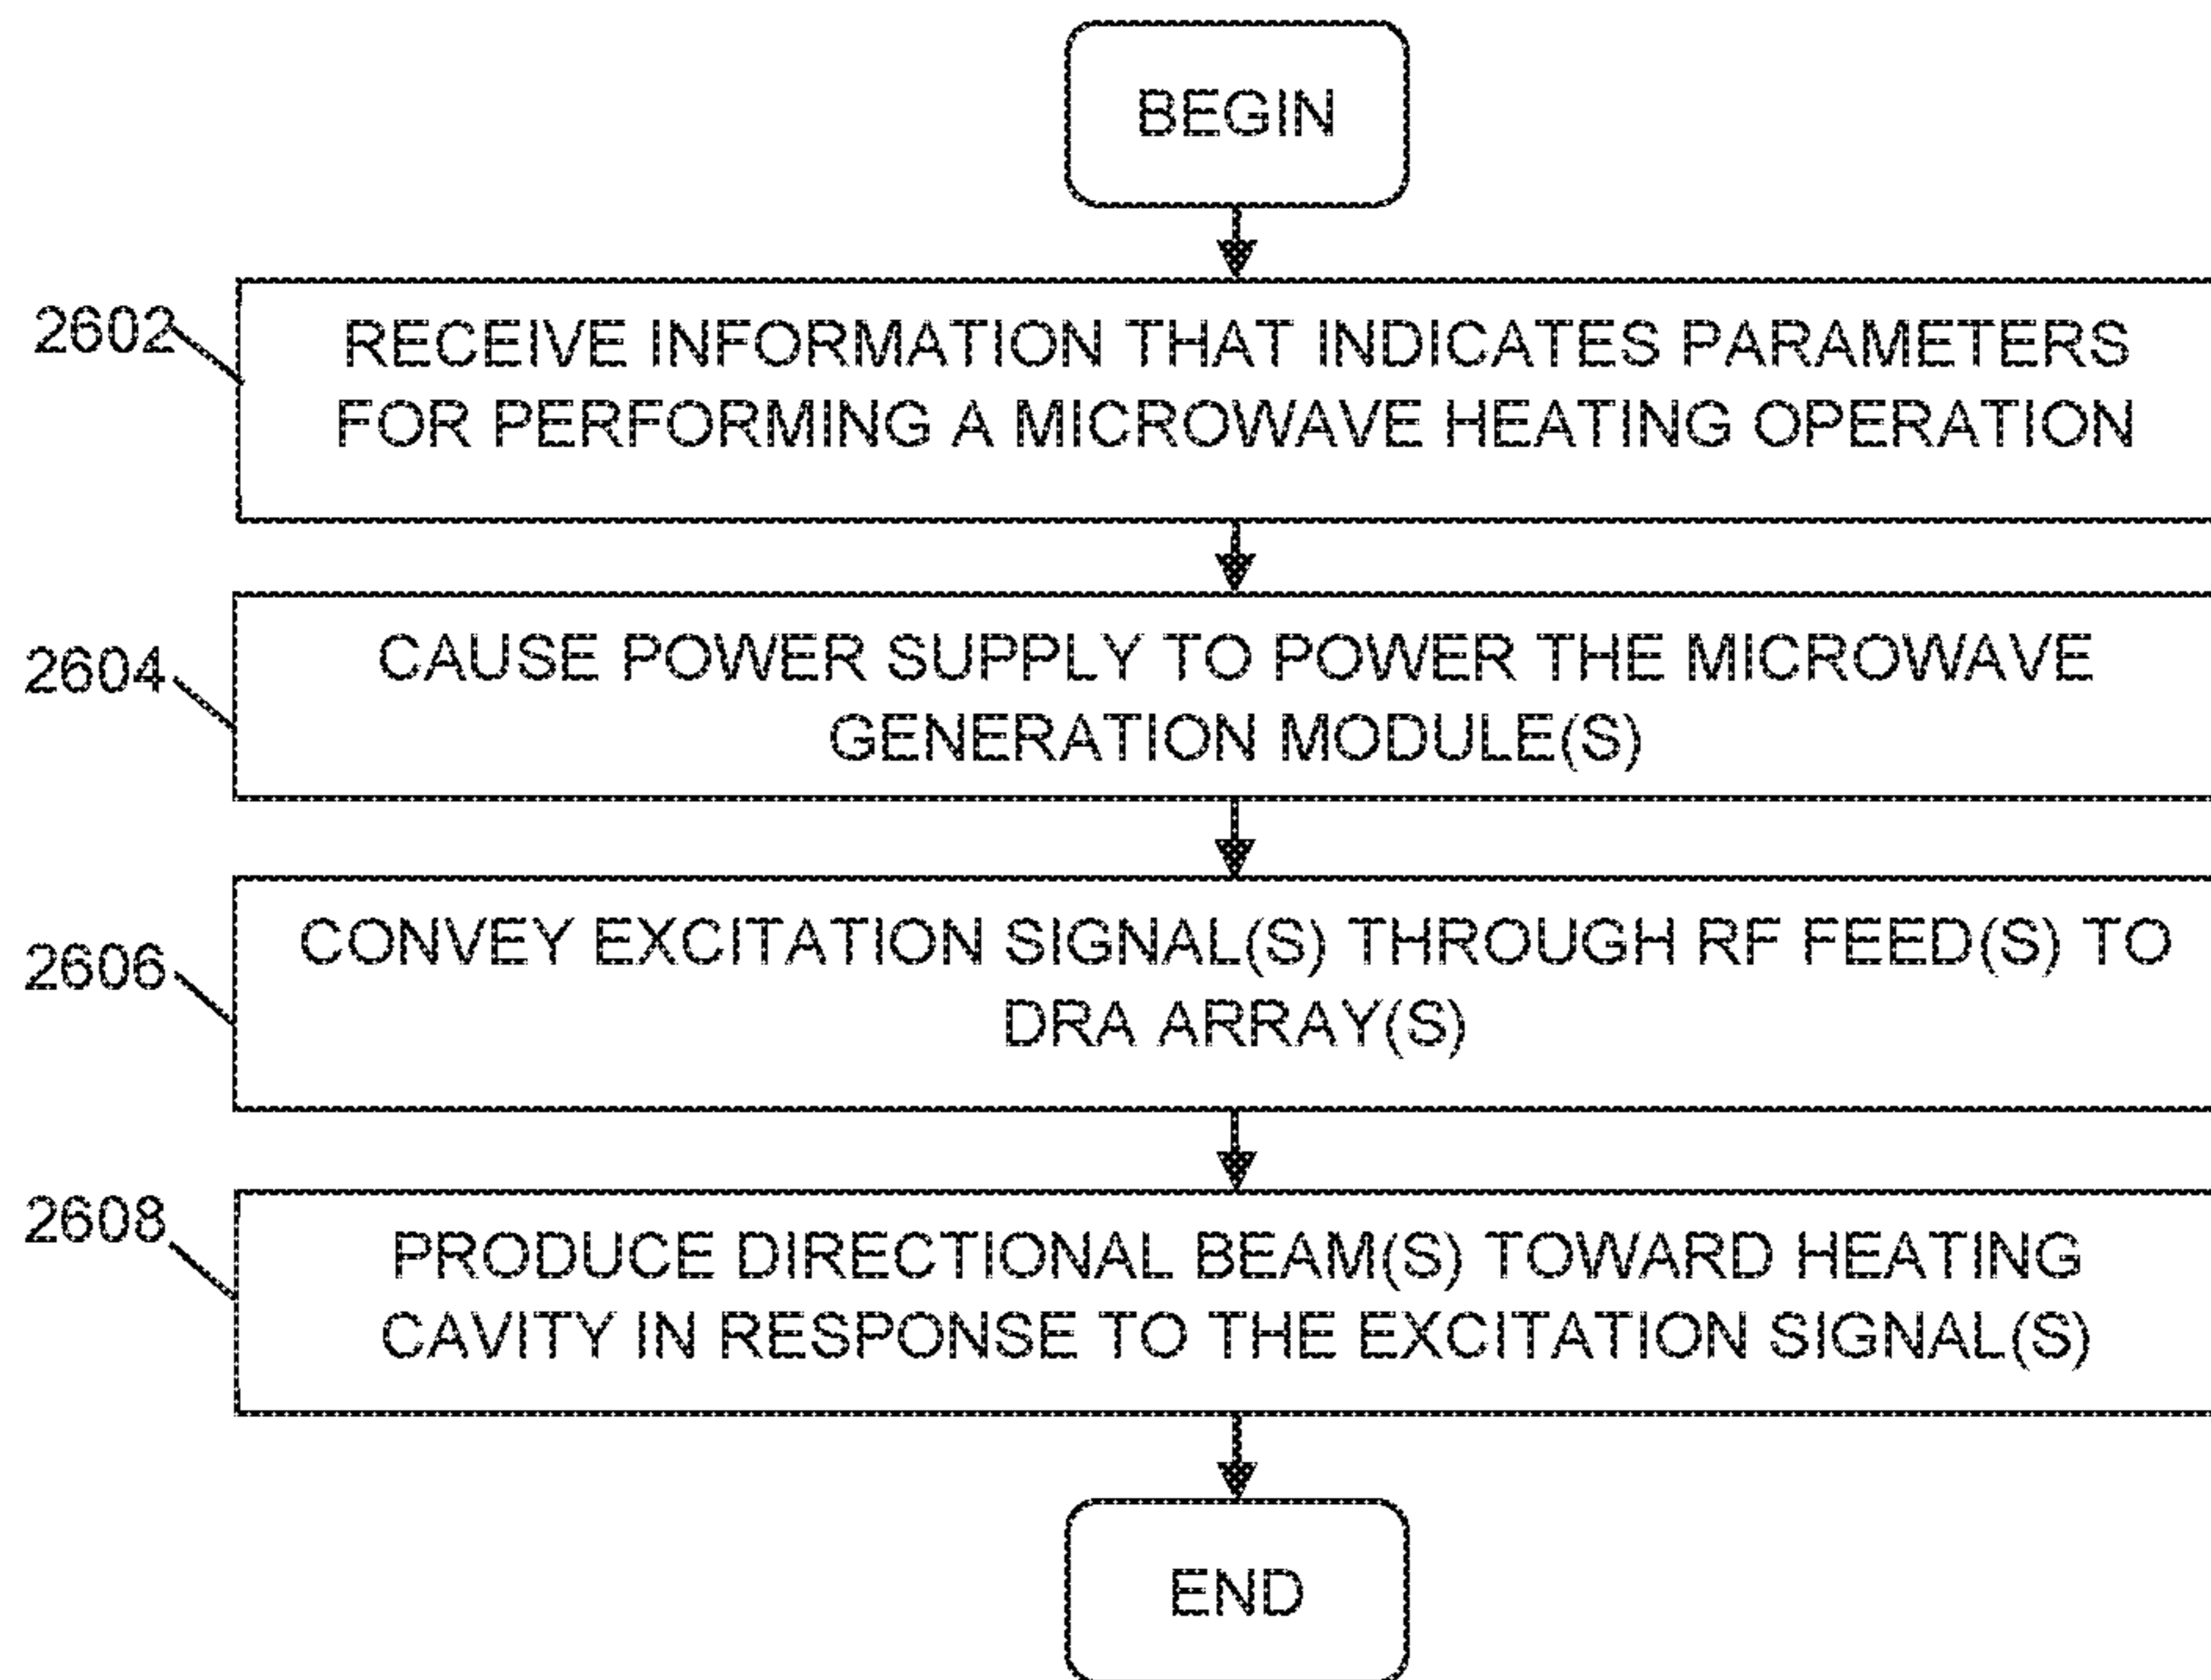 BEGIN
2602
RECEIVE INFORMATION THAT INDICATES PARAMETERS
FOR PERFORMING A MICROWAVE HEATING OPERATION
2604
CAUSE POWER SUPPLY TO POWER THE MICROWAVE
GENERATION MODULE(S)
2606
CONVEY EXCITATION SIGNAL(S) THROUGH RF FEED(S) TO
DRA ARRAY(S)
2608
PRODUCE DIRECTIONAL BEAM(S) TOWARD HEATING
CAVITY IN RESPONSE TO THE EXCITATION SIGNAL(S)
END